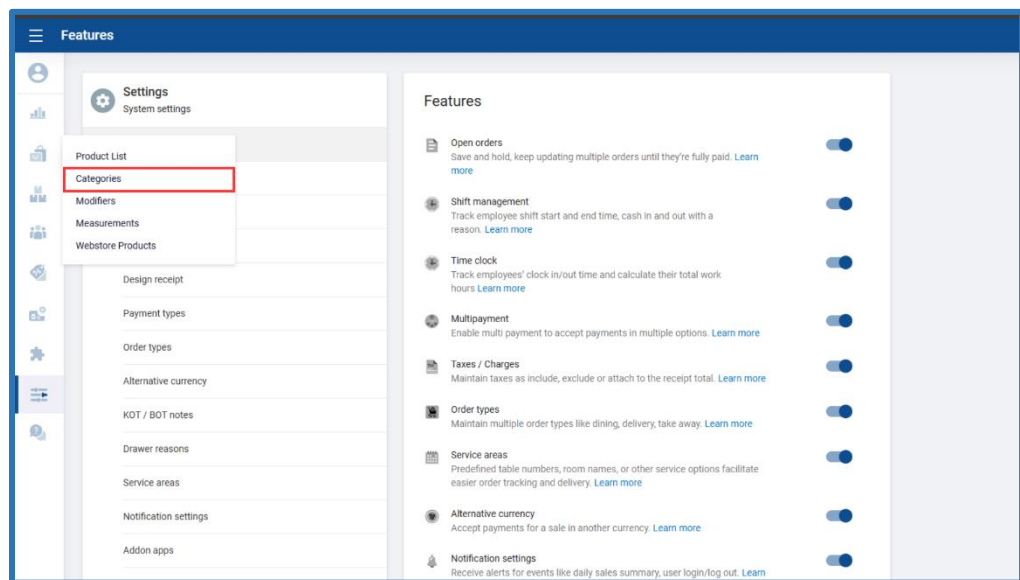 Features
Settings
System settings
Product List
Categories
Modifiers
Measurements
Webstore Products
Design receipt
Payment types
Order types
Alternative currency
KOT / BOT notes
Drawer reasons
Service areas
Notification settings
Addon apps
Features
Open orders
Save and hold, keep updating multiple orders until they're fully paid. Learn
more
Shift management
Track employee shift start and end time, cash in and out with a
reason. Learn more
Time clock
Track employees' clock in/out time and calculate their total work
hours Learn more
Multipayment
Enable multi payment to accept payments in multiple options. Learn more
Taxes / Charges
Maintain taxes as include, exclude or attach to the receipt total. Learn more
Order types
Maintain multiple order types like dining, delivery, take away. Learn more
Service areas
Predefined table numbers, room names, or other service options facilitate
easier order tracking and delivery. Learn more
Alternative currency
Accept payments for a sale in another currency. Learn more
Notification settings
Receive alerts for events like daily sales summary, user login/log out. Learn